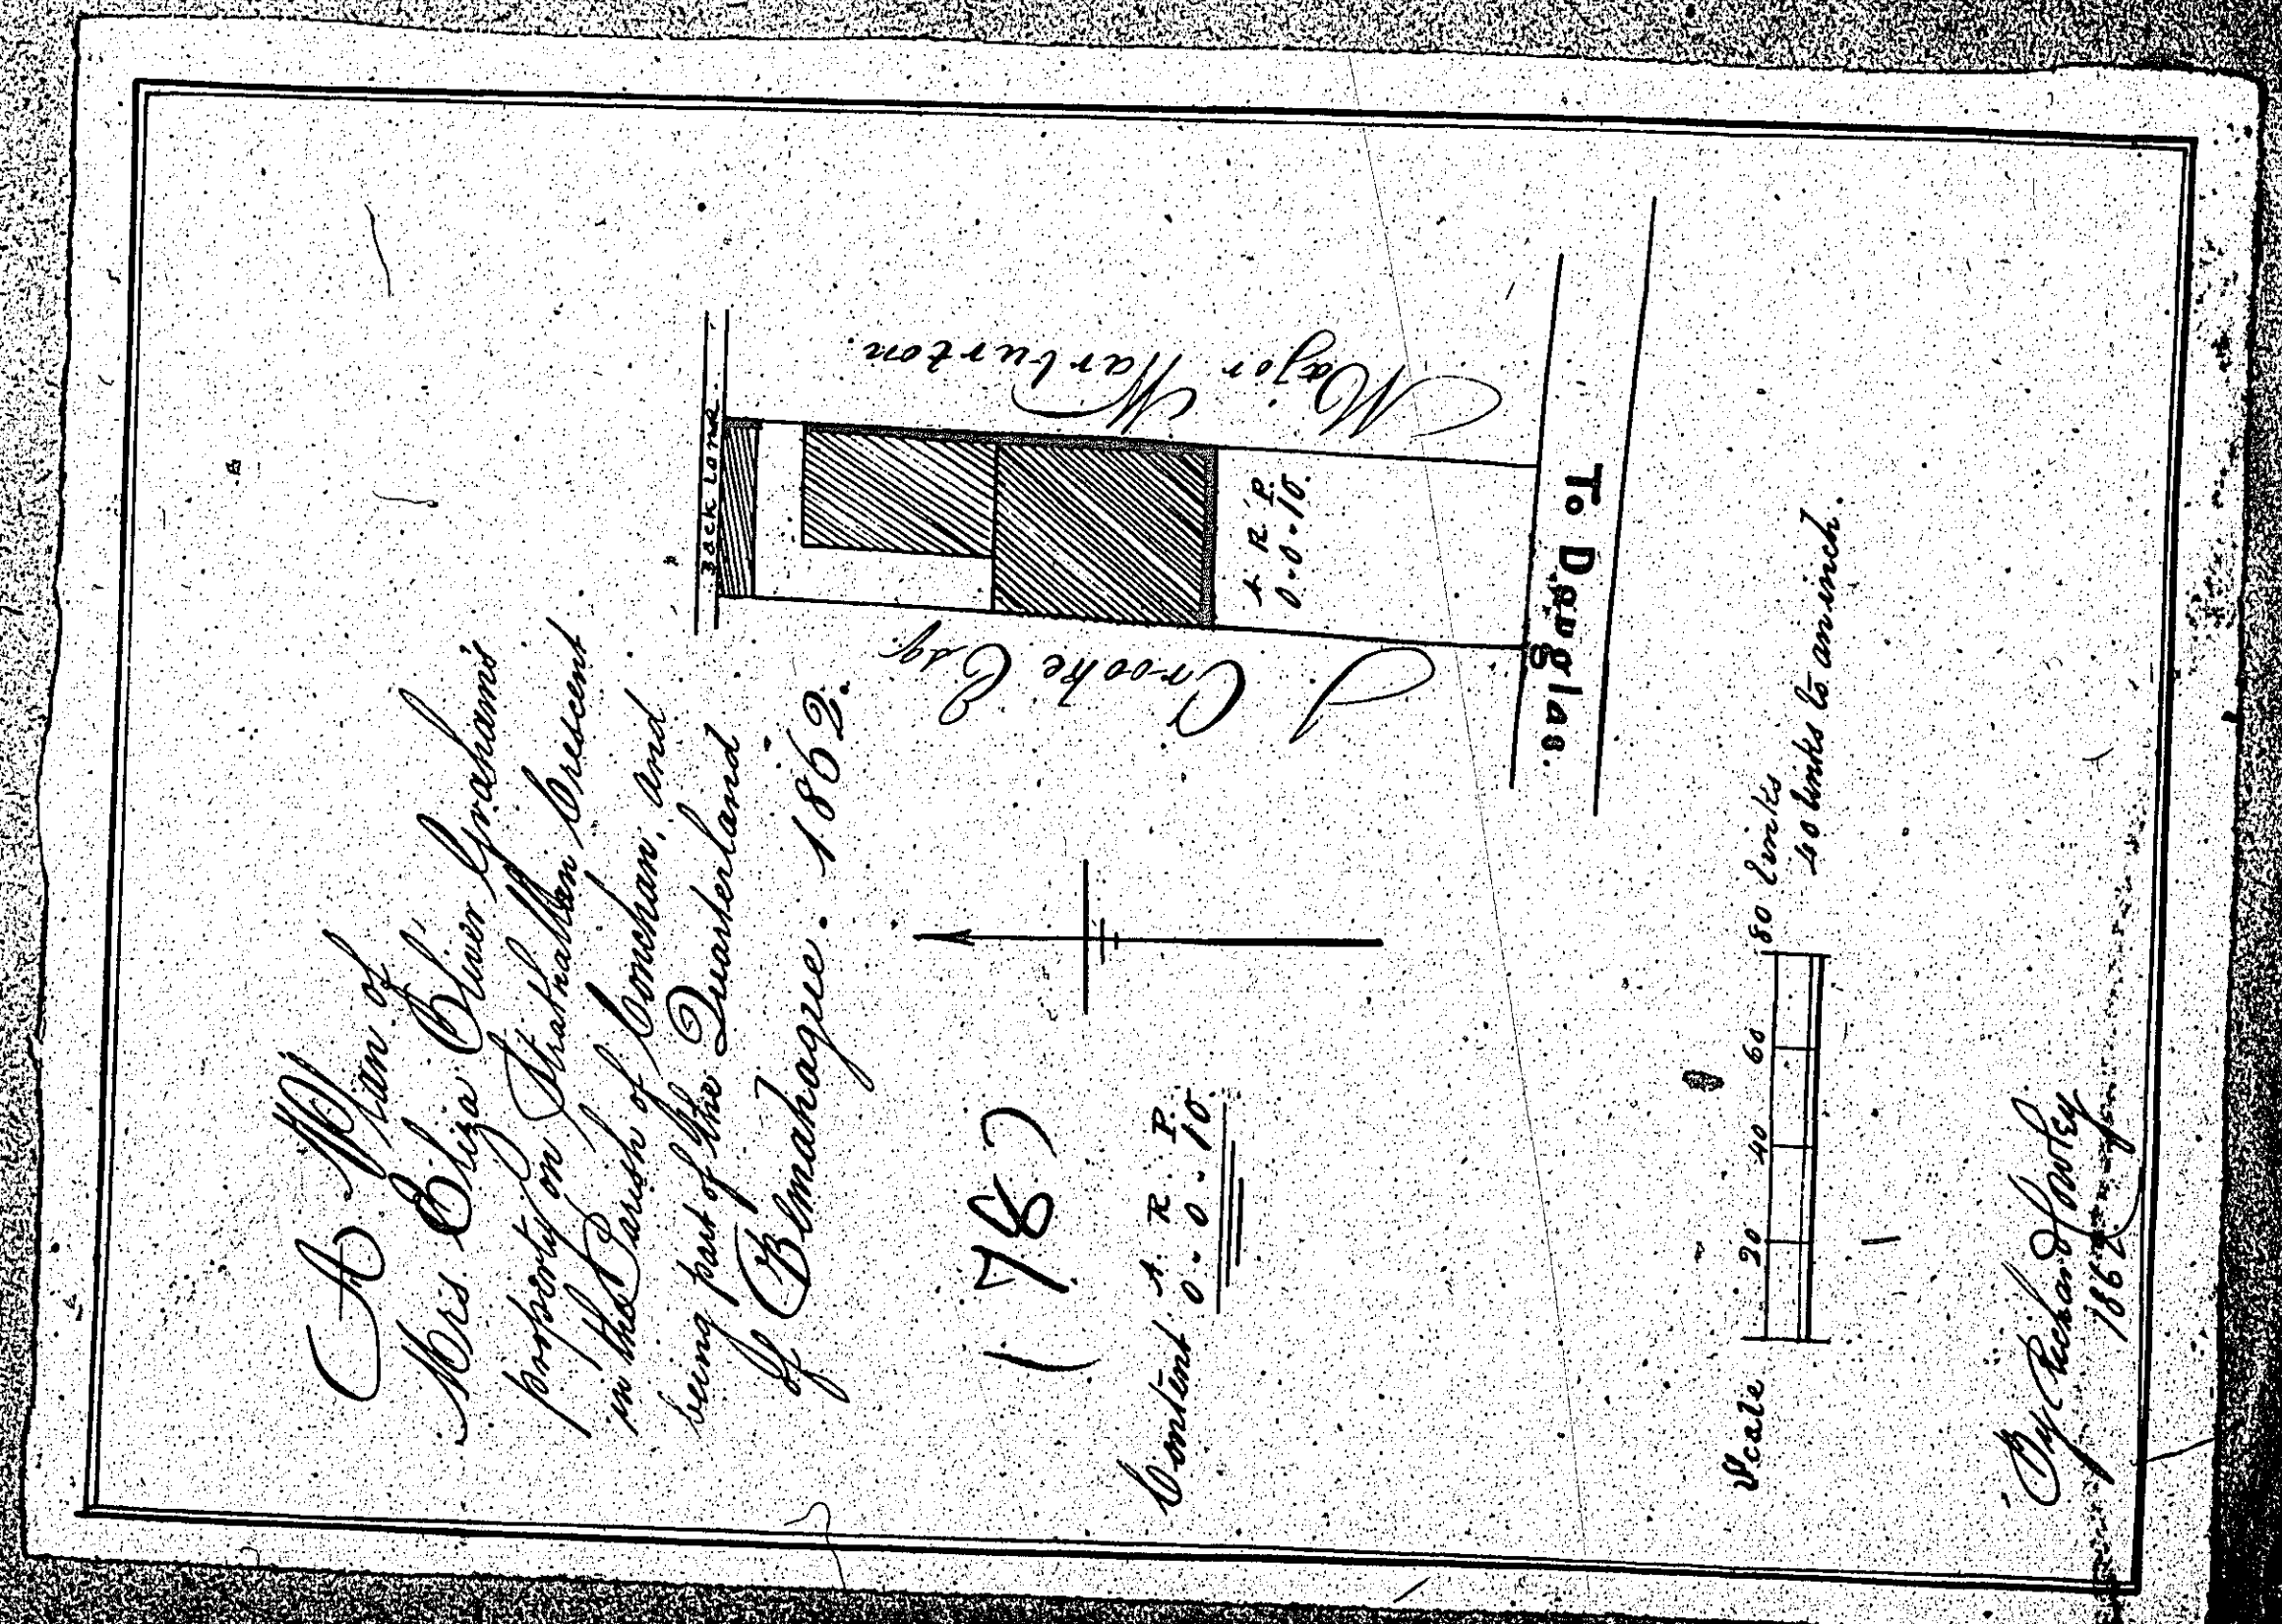 A Plan of
Mrs. Eliza Oliver Graham's
property on Strathallan Crescent
in the Parish of Conchan, and
being part of the Quarterland
of Blmahague. 1862.
(78)
Content A. R. P.
0. 0. 10
Back Lane.
Major Warburton.
A R P.
0. 0. 10.
J Crooke Esq.
To Douglas.
Scale 20 40 60 80 Links
40 Links to an inch.
By Richard Cowley
1862